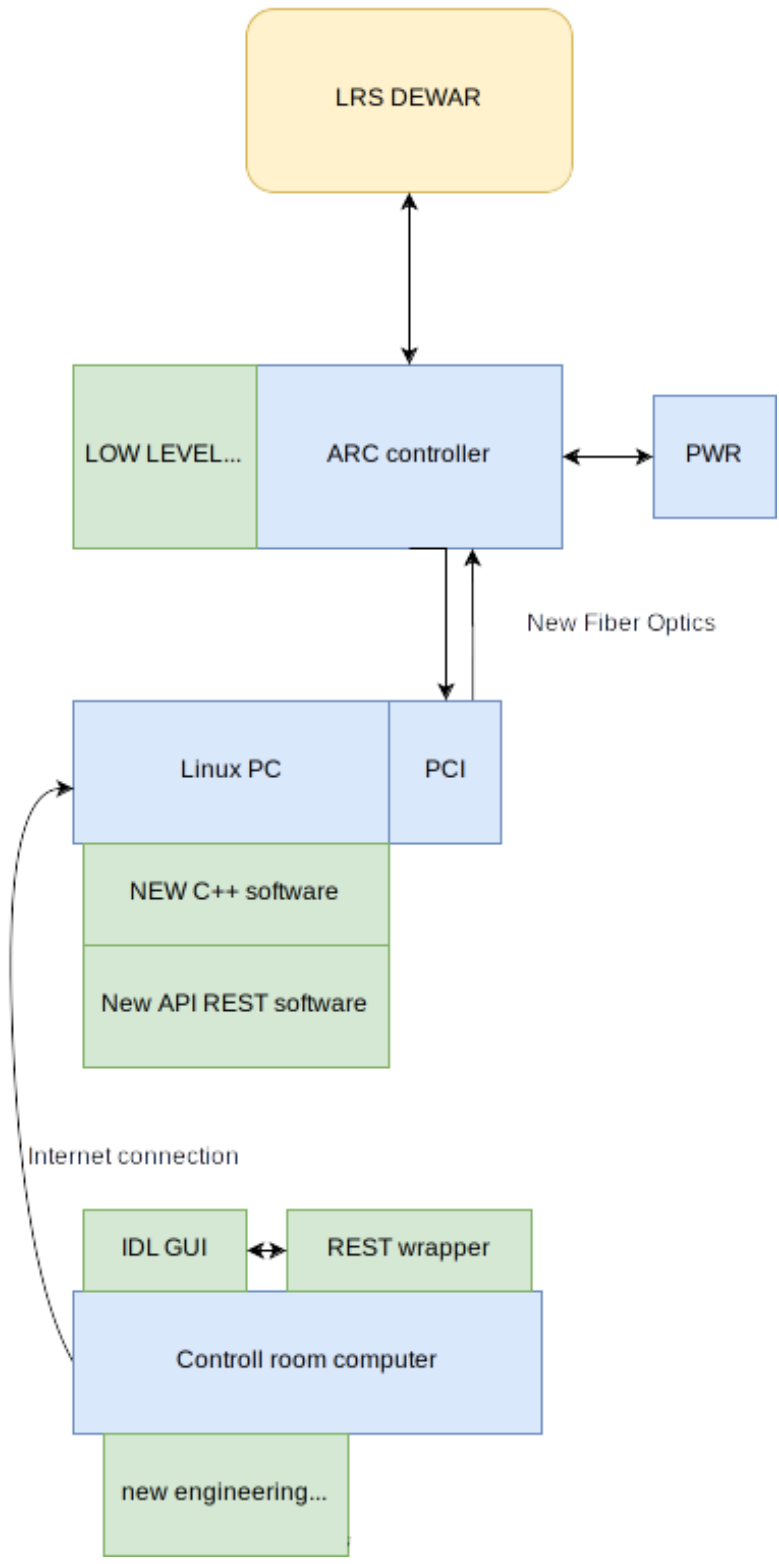 LRS DEWAR
LOW LEVEL...
ARC controller
PWR
New Fiber Optics
Linux PC
PCI
NEW C++ software
New API REST software
Internet connection
IDL GUI
REST wrapper
Controll room computer
new engineering...